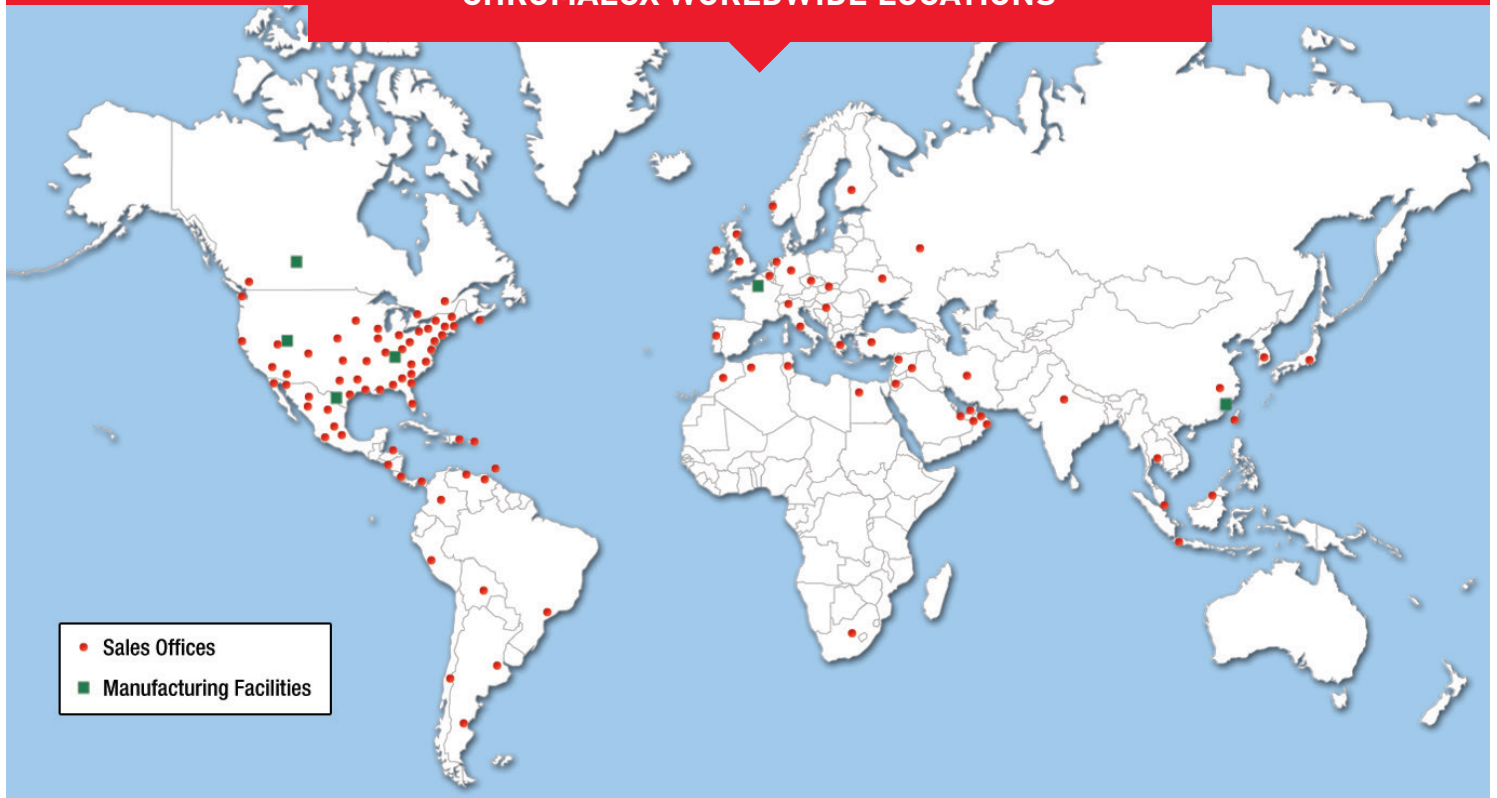 CHROMALOX WORLDWIDE LOCATIONS
Sales Offices
Manufacturing Facilities